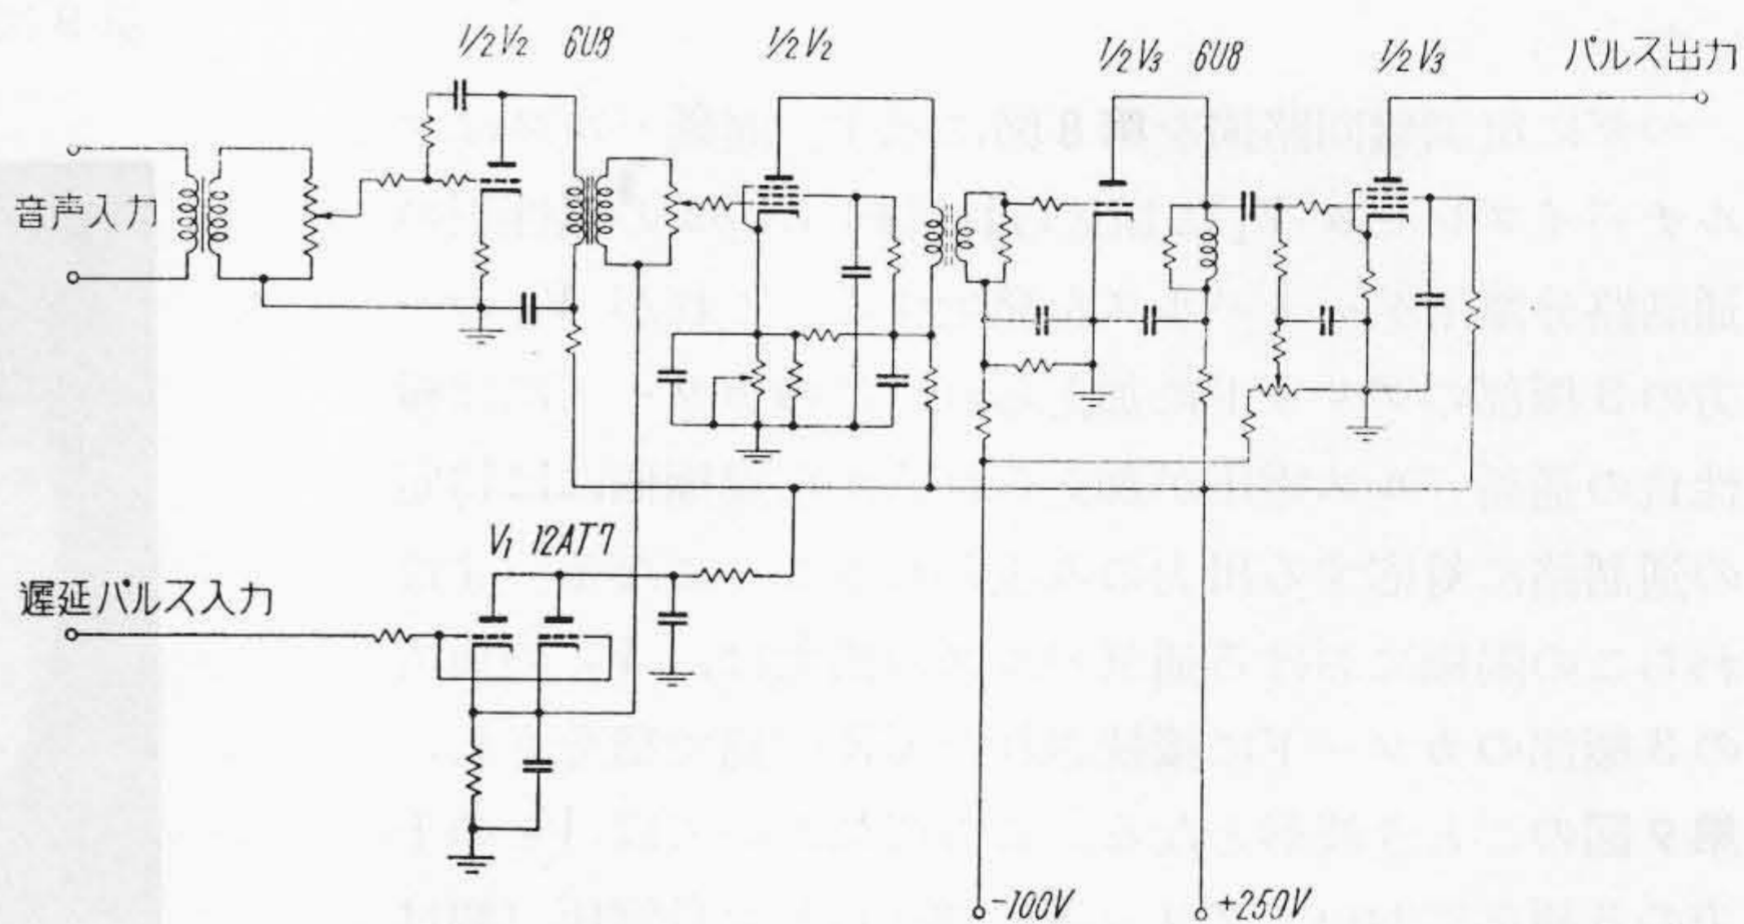 1/2 V2 6U8
1/2 V2
1/2 V3 6U8
1/2 V3
パルス出力
音声入力
V1 12AT7
遅延パルス入力
-100V
+250V